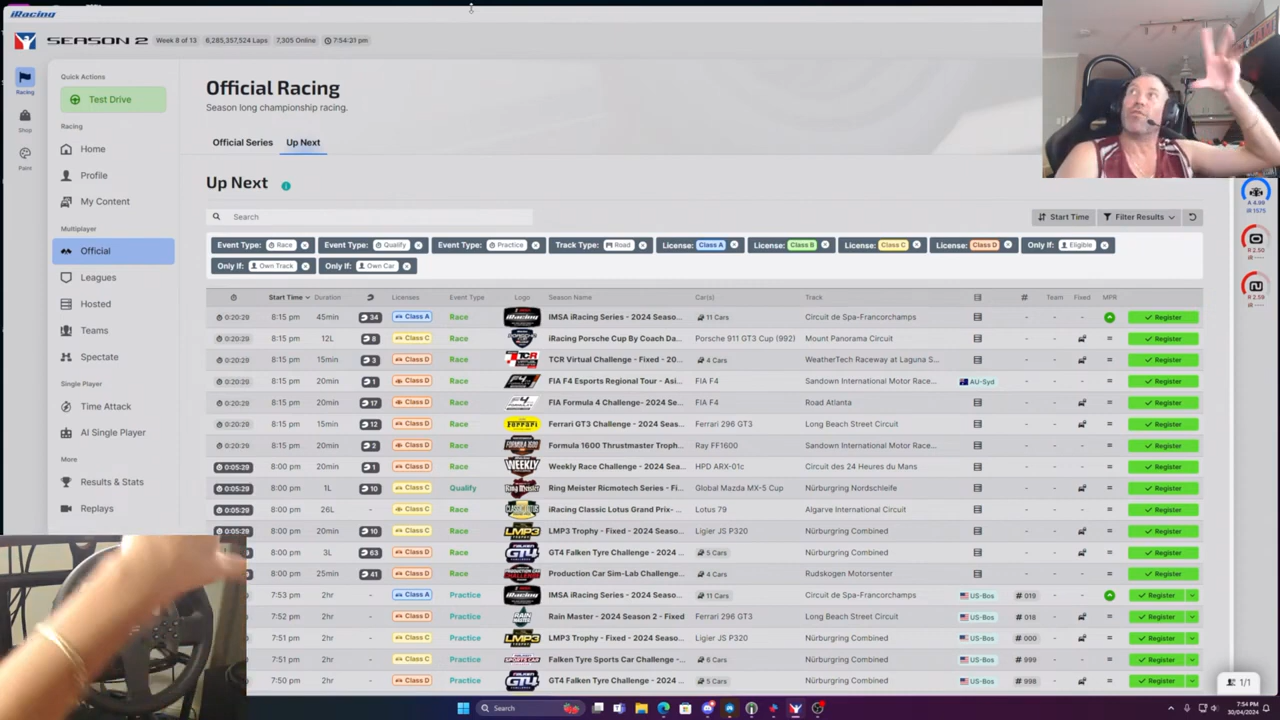 iRacing
SEASON 2 Week 8 of 13 6,285,357,524 Laps 7,305 Online 7:54:31 pm
Racing
Shop
Paint
Quick Actions
Test Drive
Racing
Home
Profile
My Content
Multiplayer
Official
Leagues
Hosted
Teams
Spectate
Single Player
Time Attack
AI Single Player
More
Results & Stats
Replays
Official Racing
Season long championship racing.
Official Series Up Next
Up Next
Search Start Time Filter Results
Event Type: Race Event Type: Qualify Event Type: Practice Track Type: Road License: Class A License: Class B License: Class C License: Class D Only If: Eligible
Only If: Own Track Only If: Own Car
Start Time Duration Licenses Event Type Logo Season Name Car(s) Track # Team Fixed MPR
0:20:29 8:15 pm 45min 34 Class A Race IMSA iRacing Series - 2024 Seaso... 11 Cars Circuit de Spa-Francorchamps - - - Register
0:20:29 8:15 pm 12L 8 Class C Race iRacing Porsche Cup By Coach Da... Porsche 911 GT3 Cup (992) Mount Panorama Circuit - - = Register
0:20:29 8:15 pm 15min 3 Class D Race TCR Virtual Challenge - Fixed - 20... 4 Cars WeatherTech Raceway at Laguna S... - - = Register
0:20:29 8:15 pm 20min 1 Class D Race FIA F4 Esports Regional Tour - Asi... FIA F4 Sandown International Motor Race... AU-Syd - - = Register
0:20:29 8:15 pm 20min 17 Class D Race FIA Formula 4 Challenge- 2024 Se... FIA F4 Road Atlanta - - = Register
0:20:29 8:15 pm 15min 12 Class D Race Ferrari GT3 Challenge - 2024 Seas... Ferrari 296 GT3 Long Beach Street Circuit - - = Register
0:20:29 8:15 pm 20min 2 Class D Race Formula 1600 Thrustmaster Troph... Ray FF1600 Sandown International Motor Race... - - = Register
0:05:29 8:00 pm 20min 1 Class D Race Weekly Race Challenge - 2024 Sea... HPD ARX-01c Circuit des 24 Heures du Mans - - = Register
0:05:29 8:00 pm 1L 10 Class C Qualify Ring Meister Ricmotech Series - Fi... Global Mazda MX-5 Cup Nürburgring Nordschleife - - = Register
0:05:29 8:00 pm 26L - Class C Race iRacing Classic Lotus Grand Prix- ... Lotus 79 Algarve International Circuit - - - = Register
0:05:29 8:00 pm 20min 10 Class C Race LMP3 Trophy - Fixed - 2024 Seaso... Ligier JS P320 Nürburgring Combined - - = Register
8:00 pm 3L 63 Class D Race GT4 Falken Tyre Challenge - 2024 ... 5 Cars Nürburgring Combined - - = Register
8:00 pm 25min 41 Class D Race Production Car Sim-Lab Challenge... 4 Cars Rudskogen Motorsenter - - = Register
7:53 pm 2hr - Class A Practice IMSA iRacing Series - 2024 Seaso... 11 Cars Circuit de Spa-Francorchamps US-Bos # 019 - - Register
7:52 pm 2hr - Class D Practice Rain Master - 2024 Season 2 - Fixed Long Beach Street Circuit US-Bos # 018 - = Register
7:51 pm 2hr - Class C Practice LMP3 Trophy - Fixed - 2024 Seaso... Ligier JS P320 Nürburgring Combined US-Bos # 000 - = Register
7:51 pm 2hr - Class C Practice Falken Tyre Sports Car Challenge -... 6 Cars Nürburgring Combined US-Bos # 999 - = Register
7:50 pm 2hr - Class D Practice GT4 Falken Tyre Challenge - 2024 ... 5 Cars Nürburgring Combined US-Bos # 998 - = Register
A 4.99
iR 1575
R 2.50
iR ----
R 2.59
iR ----
1/1
Search
7:54 PM
30/04/2024